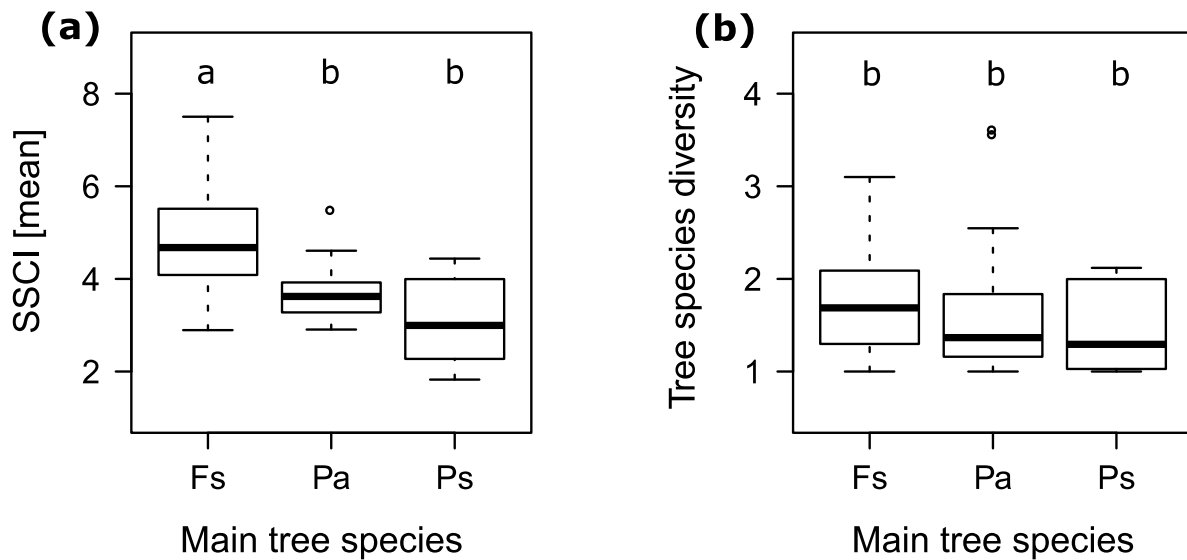 (a)
a b b
8
6
4
2
SSCI [mean]
Fs Pa Ps
Main tree species
(b)
b b b
4
3
2
1
Tree species diversity
Fs Pa Ps
Main tree species